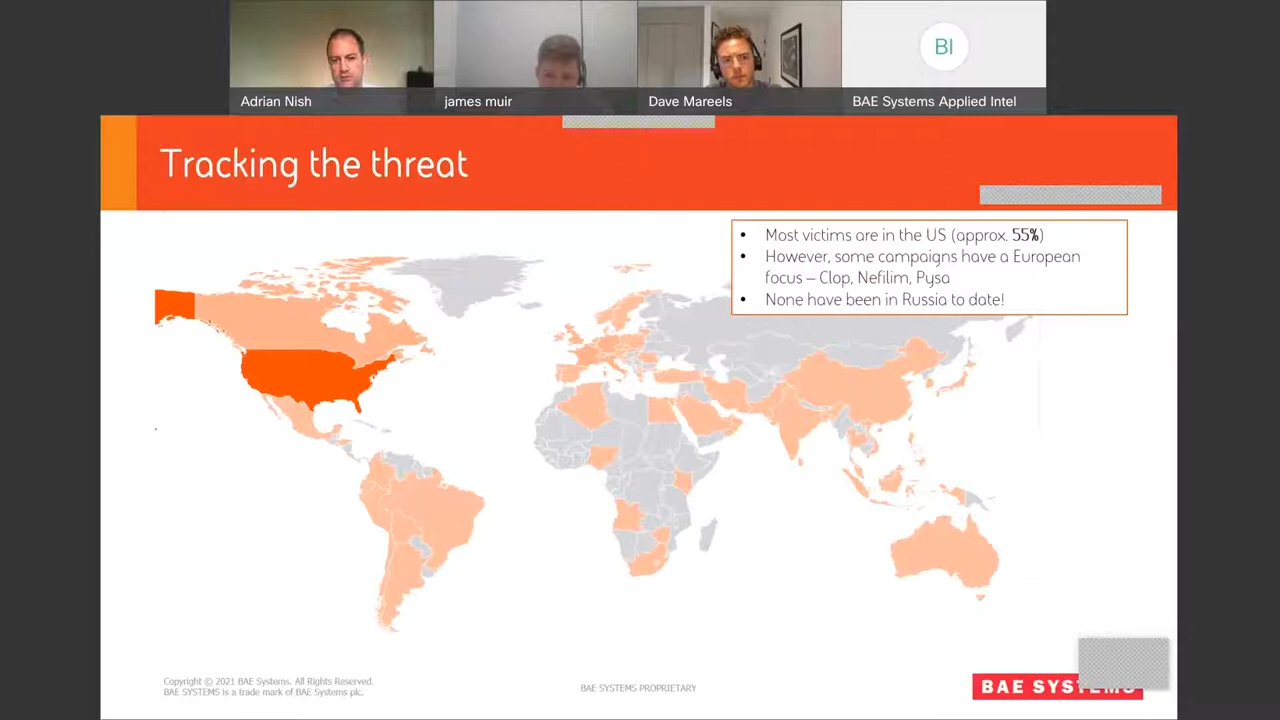 BI
Adrian Nish
james muir
Dave Mareels
BAE Systems Applied Intel
Tracking the threat
• Most victims are in the US (approx. 55%)
• However, some campaigns have a European
focus – Clop, Nefilim, Pysa
• None have been in Russia to date!
Copyright © 2021 BAE Systems. All Rights Reserved.
BAE SYSTEMS is a trade mark of BAE Systems plc.
BAE SYSTEMS PROPRIETARY
BAE SYSTEMS